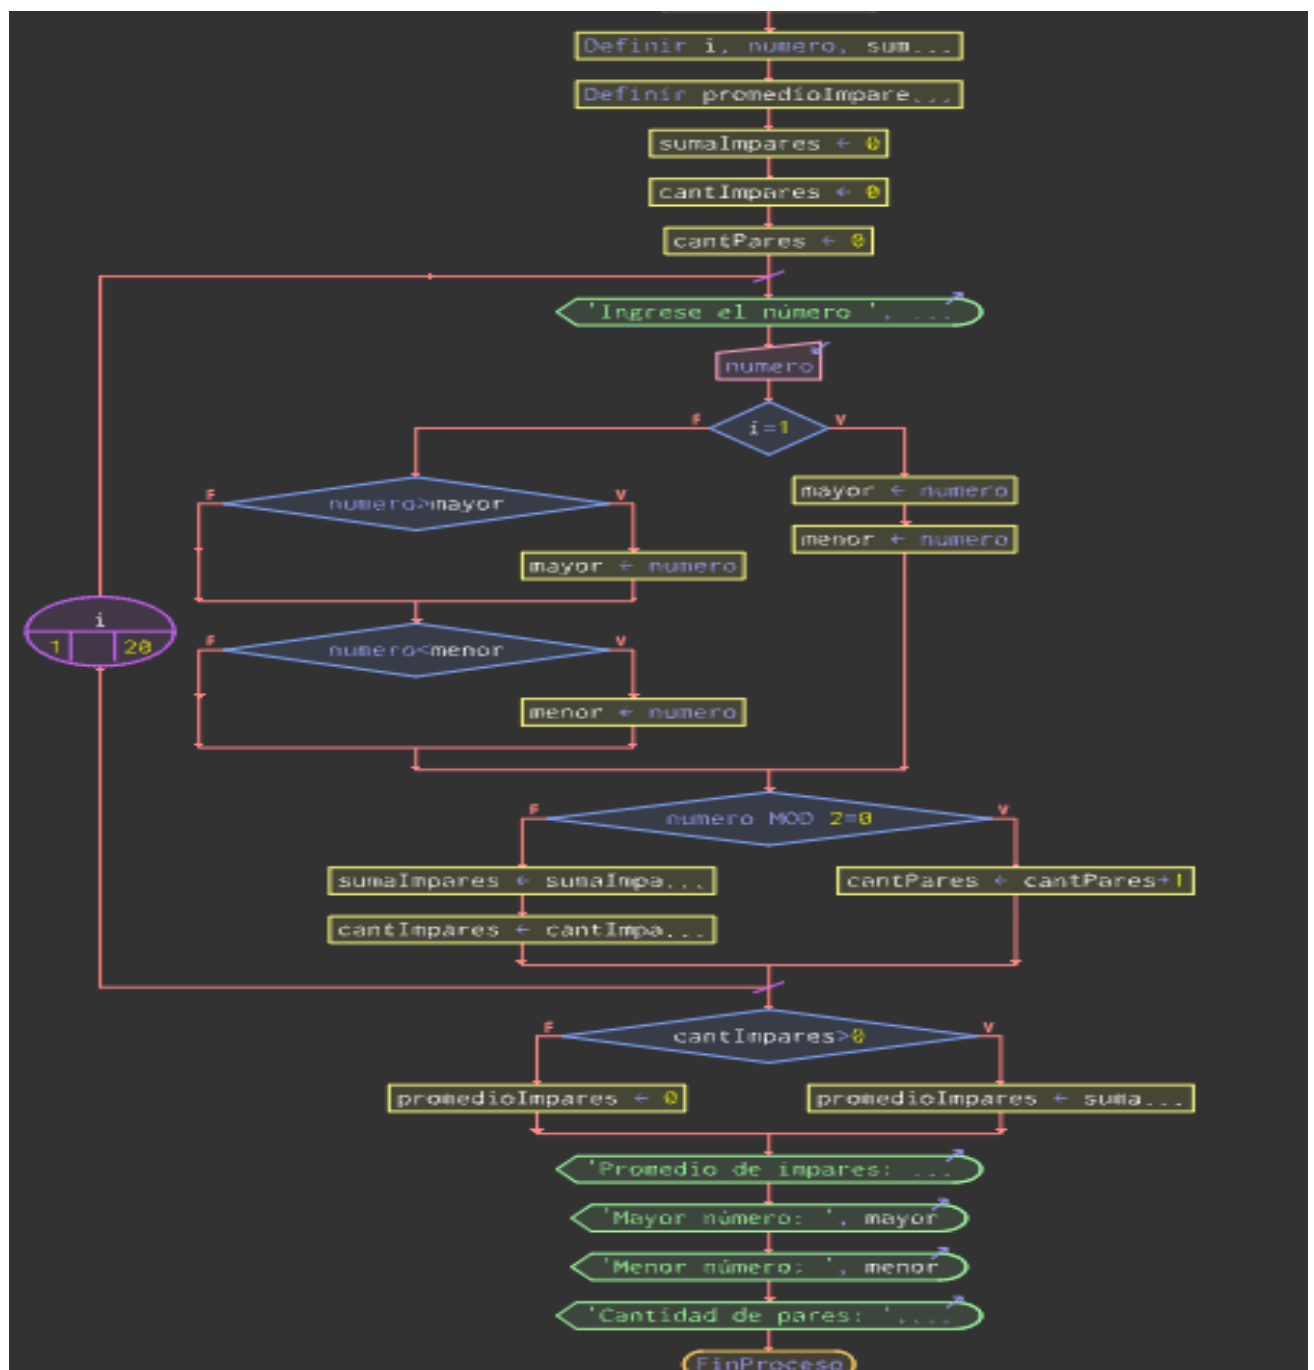 Definir i, numero, sum...
Definir promedioImpare...
sumaImpares ← 0
cantImpares ← 0
cantPares ← 0
'Ingrese el número ', ...
numero
F i=1 V
mayor ← numero
menor ← numero
F numero>mayor V
mayor ← numero
i
1 20
F numero<menor V
menor ← numero
F numero MOD 2=0 V
sumaImpares ← sumaImpa...
cantPares ← cantPares+1
cantImpares ← cantImpa...
F cantImpares>0 V
promedioImpares ← 0
promedioImpares ← suma...
'Promedio de impares: ...
'Mayor número: ', mayor
'Menor número: ', menor
'Cantidad de pares: ',...
FinProceso